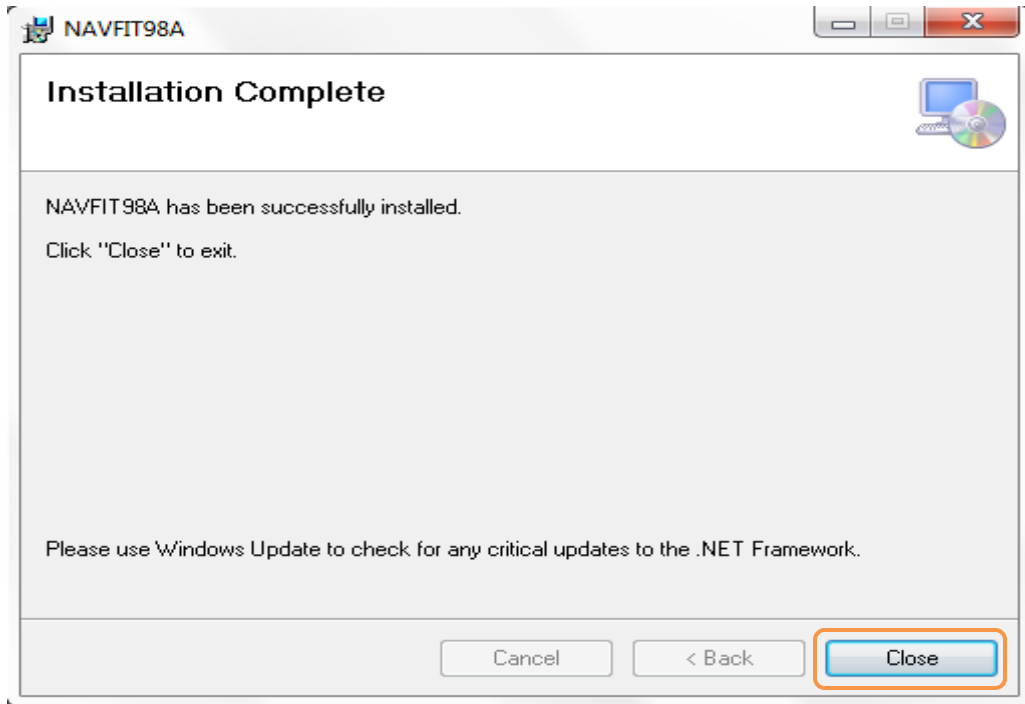 NAVFIT98A
Installation Complete
NAVFIT98A has been successfully installed.
Click "Close" to exit.
Please use Windows Update to check for any critical updates to the .NET Framework.
Cancel
< Back
Close